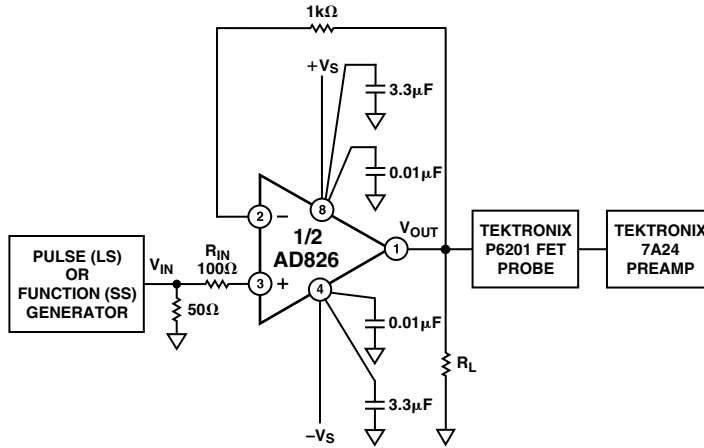 1kΩ
+VS
3.3µF
0.01µF
8
2
–
1/2
AD826
VOUT
1
TEKTRONIX
P6201 FET
PROBE
TEKTRONIX
7A24
PREAMP
PULSE (LS)
OR
FUNCTION (SS)
GENERATOR
VIN
RIN
100Ω
3
+
50Ω
4
0.01µF
3.3µF
RL
–VS